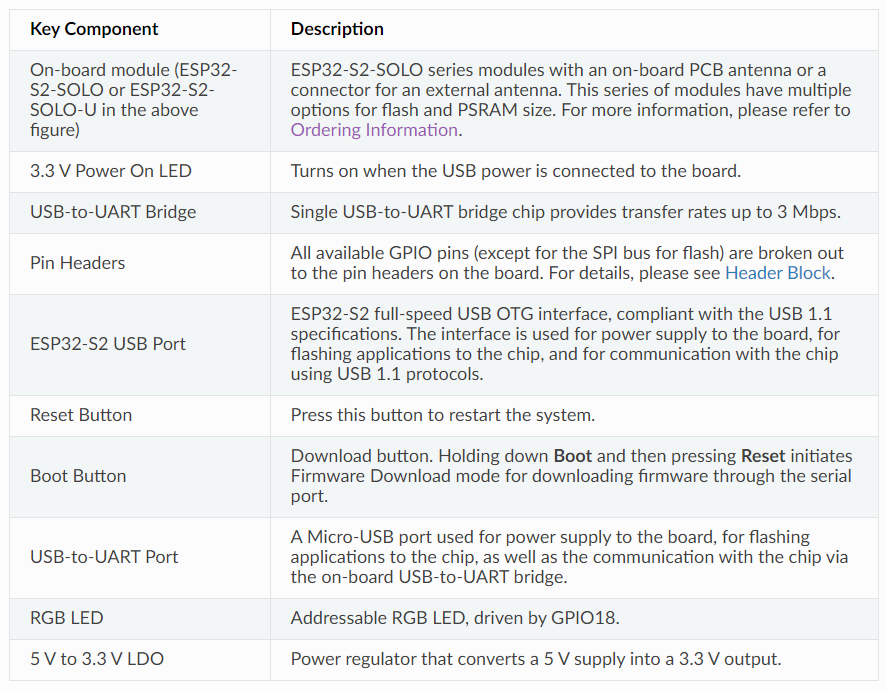 Key Component
Description
On-board module (ESP32-
S2-SOLO or ESP32-S2-
SOLO-U in the above
figure)
ESP32-S2-SOLO series modules with an on-board PCB antenna or a
connector for an external antenna. This series of modules have multiple
options for flash and PSRAM size. For more information, please refer to
Ordering Information.
3.3 V Power On LED
Turns on when the USB power is connected to the board.
USB-to-UART Bridge
Single USB-to-UART bridge chip provides transfer rates up to 3 Mbps.
Pin Headers
All available GPIO pins (except for the SPI bus for flash) are broken out
to the pin headers on the board. For details, please see Header Block.
ESP32-S2 USB Port
ESP32-S2 full-speed USB OTG interface, compliant with the USB 1.1
specifications. The interface is used for power supply to the board, for
flashing applications to the chip, and for communication with the chip
using USB 1.1 protocols.
Reset Button
Press this button to restart the system.
Boot Button
Download button. Holding down Boot and then pressing Reset initiates
Firmware Download mode for downloading firmware through the serial
port.
USB-to-UART Port
A Micro-USB port used for power supply to the board, for flashing
applications to the chip, as well as the communication with the chip via
the on-board USB-to-UART bridge.
RGB LED
Addressable RGB LED, driven by GPIO18.
5 V to 3.3 V LDO
Power regulator that converts a 5 V supply into a 3.3 V output.